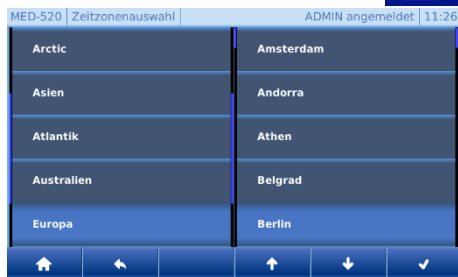 MED-520 Zeitzonenauswahl ADMIN angemeldet 11:26
Arctic
Asien
Atlantik
Australien
Europa
Amsterdam
Andorra
Athen
Belgrad
Berlin